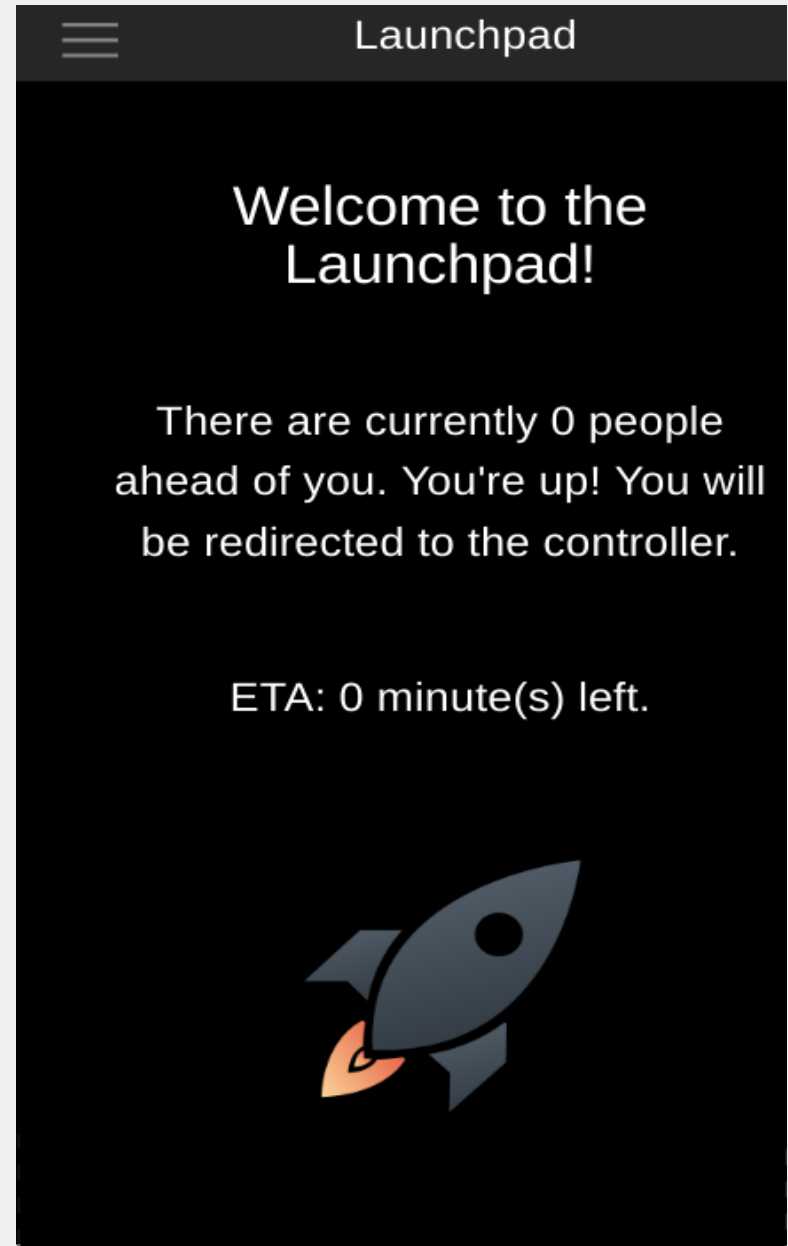 Launchpad
Welcome to the
Launchpad!
There are currently 0 people
ahead of you. You're up! You will
be redirected to the controller.
ETA: 0 minute(s) left.